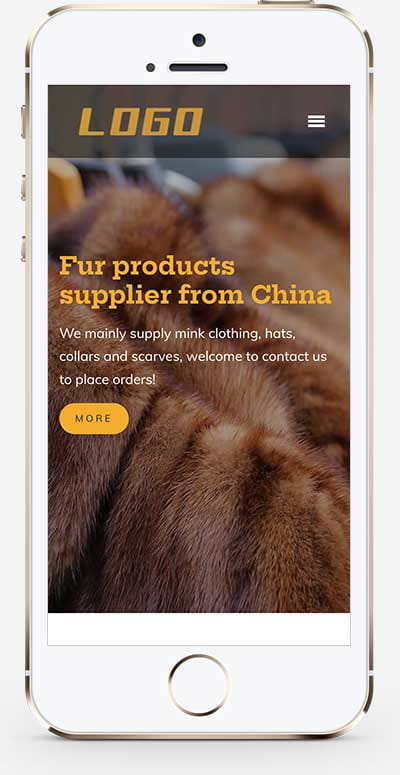 LOGO
Fur products
supplier from China
We mainly supply mink clothing, hats,
collars and scarves, welcome to contact us
to place orders!
MORE